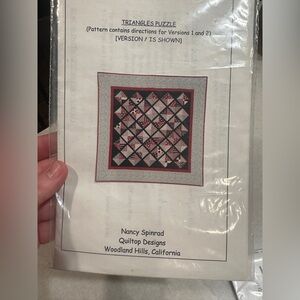 TRIANGLES PUZZLE
(Pattern contains directions for Versions 1 and 2)
[VERSION 1 IS SHOWN]
Nancy Spinrad
Quiltop Designs
Woodland Hills, California